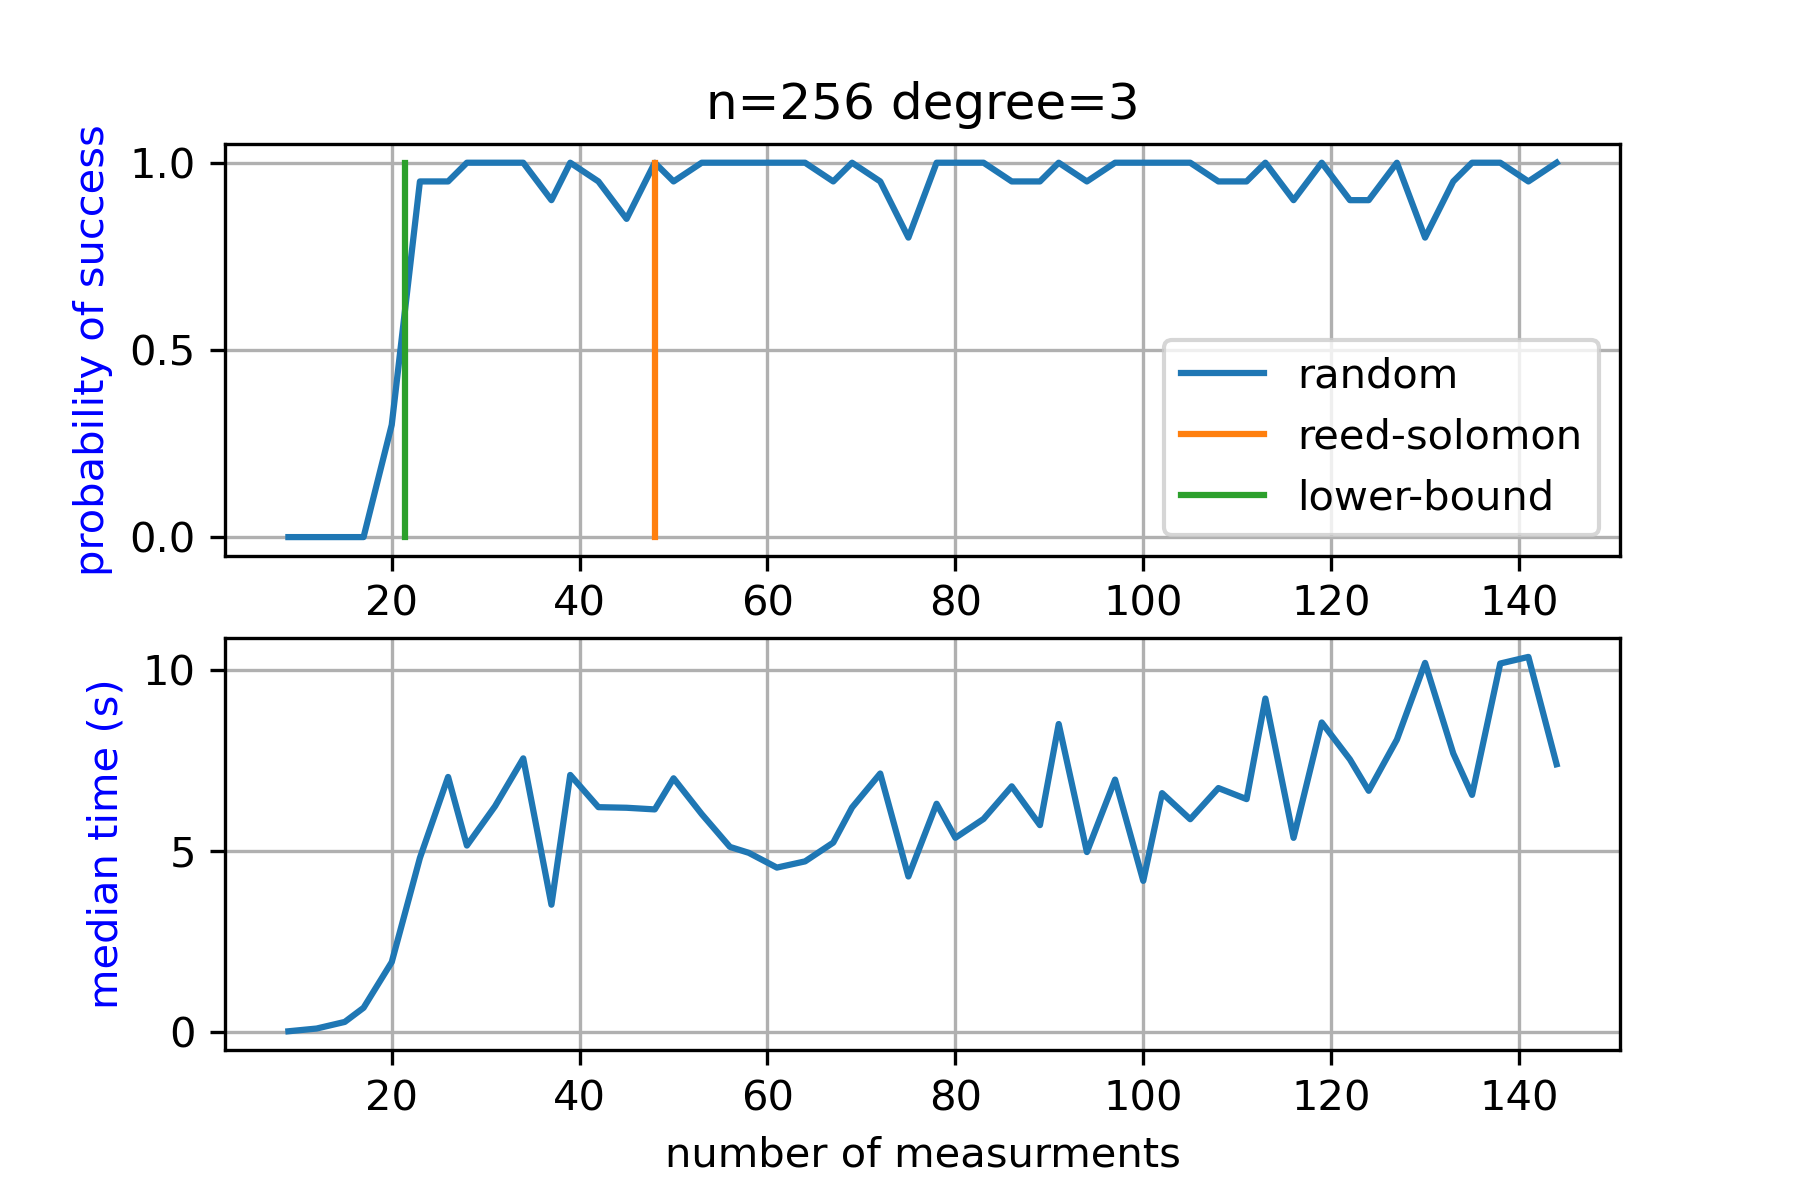 n=256 degree=3
probability of success
1.0
0.5
0.0
random
reed-solomon
lower-bound
20 40 60 80 100 120 140
median time (s)
10
5
0
20 40 60 80 100 120 140
number of measurments